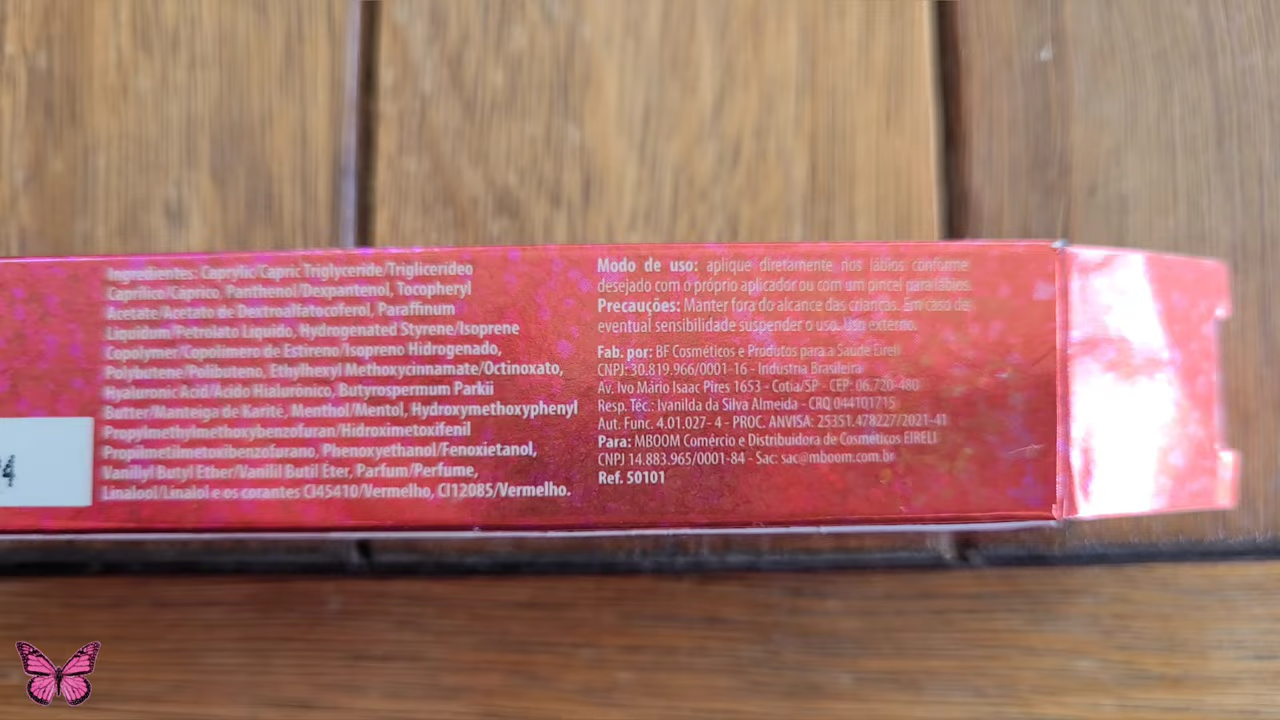 Ingredientes: Caprylic/Capric Triglyceride/Triglicerídeo
Caprílico/Cáprico, Panthenol/Dexpantenol, Tocopheryl
Acetate/Acetato de Dextroalfatocoferol, Paraffinum
Liquidum/Petrolato Líquido, Hydrogenated Styrene/Isoprene
Copolymer/Copolímero de Estireno/Isopreno Hidrogenado,
Polybutene/Polibuteno, Ethylhexyl Methoxycinnamate/Octinoxato,
Hyaluronic Acid/Ácido Hialurônico, Butyrospermum Parkii
Butter/Manteiga de Karité, Menthol/Mentol, Hydroxymethoxyphenyl
Propylmethylmethoxybenzofuran/Hidroximetoxifenil
Propilmetilmetoxibenzofurano, Phenoxyethanol/Fenoxietanol,
Vanillyl Butyl Ether/Vanilil Butil Eter, Parfum/Perfume,
Linalool/Linalol e os corantes CI45410/Vermelho, CI12085/Vermelho.
Modo de uso: aplique diretamente nos lábios conforme
desejado com o próprio aplicador ou com um pincel para lábios.
Precauções: Manter fora do alcance das crianças. Em caso de
eventual sensibilidade suspender o uso. Uso externo.
Fab. por: BF Cosméticos e Produtos para a Saúde Eireli
CNPJ: 30.819.966/0001-16 - Indústria Brasileira
Av. Ivo Mário Isaac Pires 1653 - Cotia/SP - CEP: 06.720-480
Resp. Téc.: Ivanilda da Silva Almeida - CRQ 044101715
Aut. Func. 4.01.027- 4 - PROC. ANVISA: 25351.478227/2021-41
Para: MBOOM Comércio e Distribuidora de Cosméticos EIRELI
CNPJ 14.883.965/0001-84 - Sac: sac@mboom.com.br
Ref. 50101